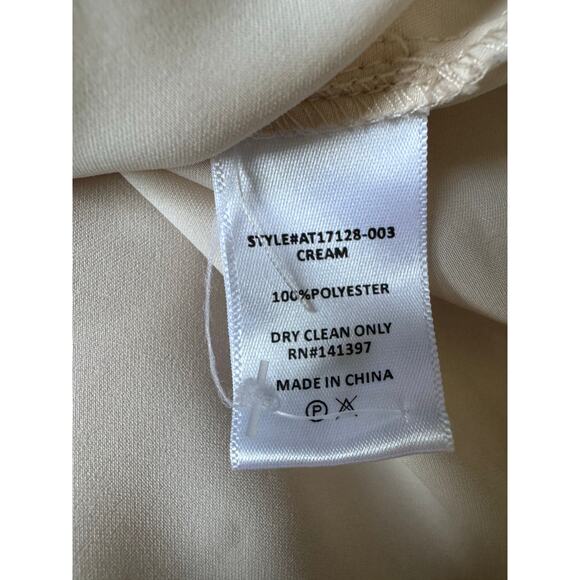 STYLE#AT17128-003
CREAM
100%POLYESTER
DRY CLEAN ONLY
RN#141397
MADE IN CHINA
P